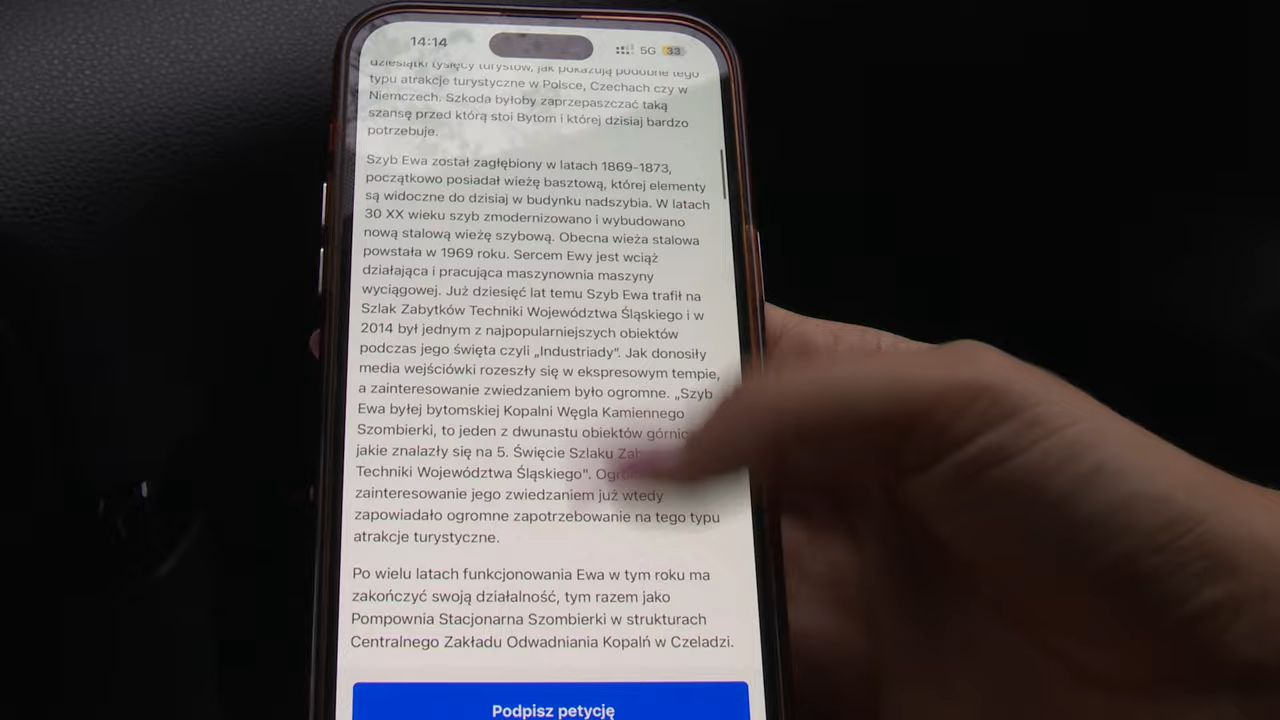 14:14
5G 33
dziesiątki tysięcy turystów, jak pokazują podobne tego
typu atrakcje turystyczne w Polsce, Czechach czy w
Niemczech. Szkoda byłoby zaprzepaszczać taką
szansę przed którą stoi Bytom i której dzisiaj bardzo
potrzebuje.
Szyb Ewa został zagłębiony w latach 1869-1873,
początkowo posiadał wieżę basztową, której elementy
są widoczne do dzisiaj w budynku nadszybia. W latach
30 XX wieku szyb zmodernizowano i wybudowano
nową stalową wieżę szybową. Obecna wieża stalowa
powstała w 1969 roku. Sercem Ewy jest wciąż
działająca i pracująca maszynownia maszyny
wyciągowej. Już dziesięć lat temu Szyb Ewa trafił na
Szlak Zabytków Techniki Województwa Śląskiego i w
2014 był jednym z najpopularniejszych obiektów
podczas jego święta czyli „Industriady”. Jak donosiły
media wejściówki rozeszły się w ekspresowym tempie,
a zainteresowanie zwiedzaniem było ogromne. „Szyb
Ewa byłej bytomskiej Kopalni Węgla Kamiennego
Szombierki, to jeden z dwunastu obiektów
jakie znalazły się na 5. Święcie Szlaku
Techniki Województwa Śląskiego”.
zainteresowanie jego zwiedzaniem już wtedy
zapowiadało ogromne zapotrzebowanie na tego typu
atrakcje turystyczne.
Po wielu latach funkcjonowania Ewa w tym roku ma
zakończyć swoją działalność, tym razem jako
Pompownia Stacjonarna Szombierki w strukturach
Centralnego Zakładu Odwadniania Kopalń w Czeladzi.
Podpisz petycję